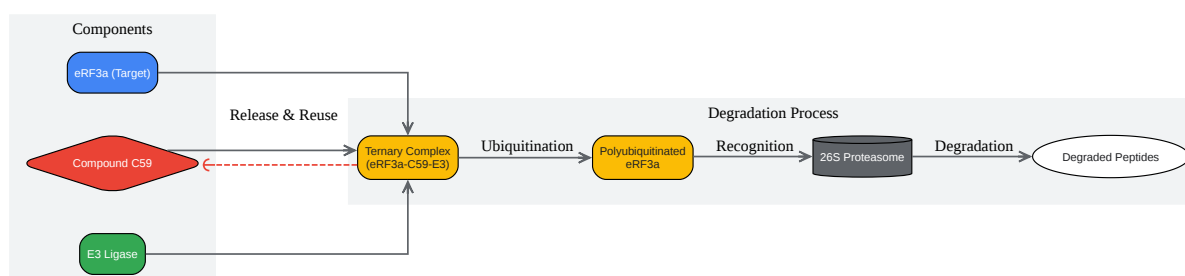 Components
eRF3a (Target)
Release & Reuse
Compound C59
E3 Ligase
Degradation Process
Ternary Complex
(eRF3a-C59-E3)
Ubiquitination
Polyubiquitinated
eRF3a
Recognition
26S Proteasome
Degradation
Degraded Peptides